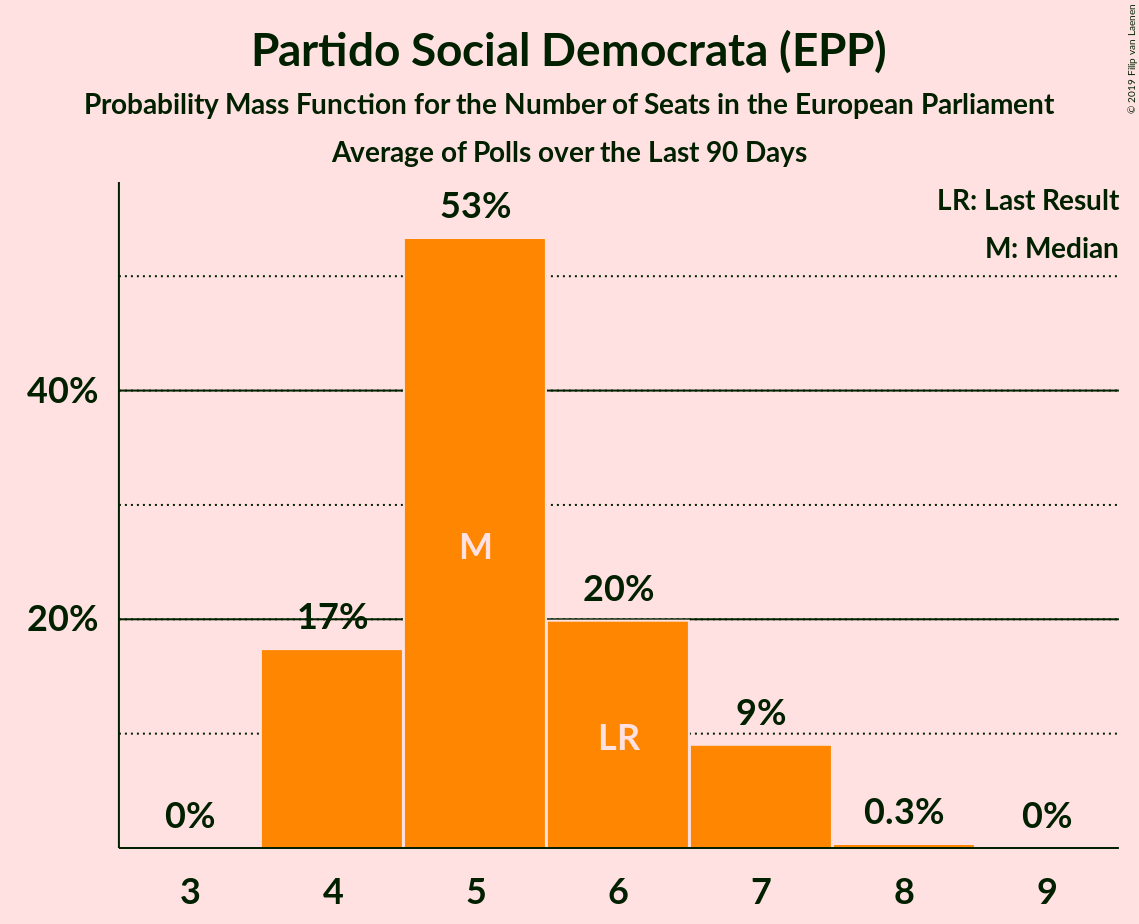 Partido Social Democrata (EPP)
Probability Mass Function for the Number of Seats in the European Parliament
Average of Polls over the Last 90 Days
© 2019 Filip van Laenen
LR: Last Result
M: Median
53%
40%
M
20%
17%
20%
LR
9%
0%
0.3%
0%
3 4 5 6 7 8 9